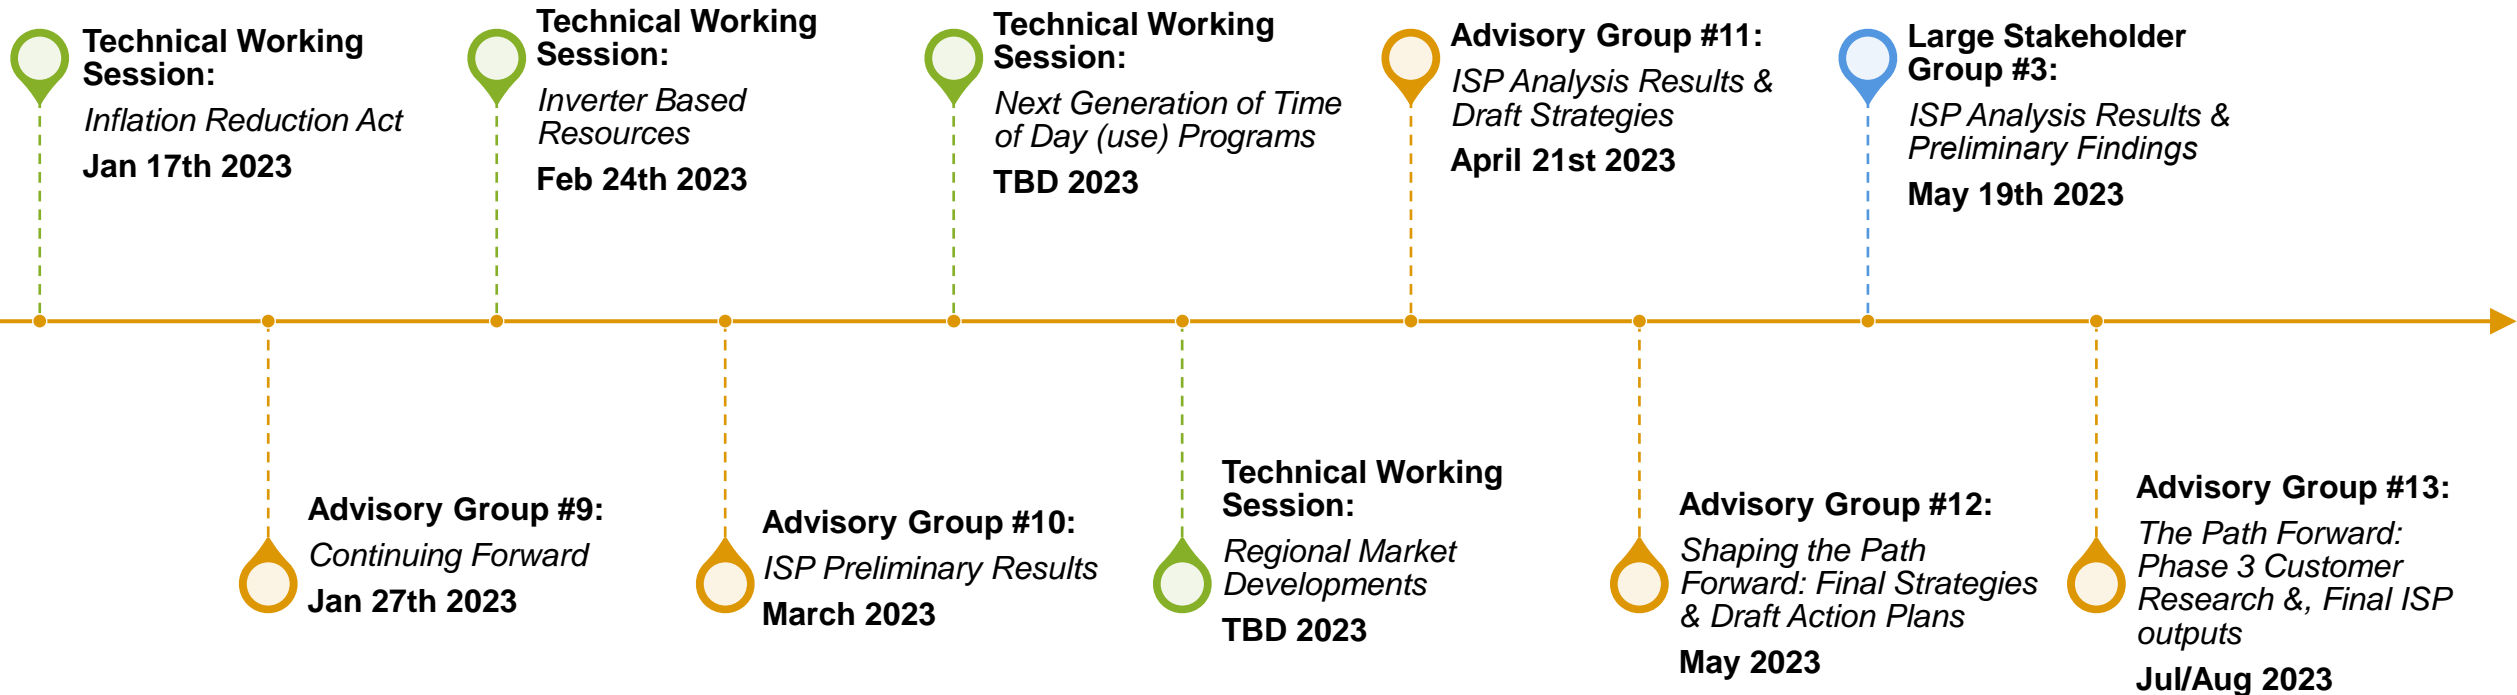 Technical Working
Session:
Inflation Reduction Act
Jan 17th 2023
Technical Working
Session:
Inverter Based
Resources
Feb 24th 2023
Technical Working
Session:
Next Generation of Time
of Day (use) Programs
TBD 2023
Advisory Group #11:
ISP Analysis Results &
Draft Strategies
April 21st 2023
Large Stakeholder
Group #3:
ISP Analysis Results &
Preliminary Findings
May 19th 2023
Advisory Group #9:
Continuing Forward
Jan 27th 2023
Advisory Group #10:
ISP Preliminary Results
March 2023
Technical Working
Session:
Regional Market
Developments
TBD 2023
Advisory Group #12:
Shaping the Path
Forward: Final Strategies
& Draft Action Plans
May 2023
Advisory Group #13:
The Path Forward:
Phase 3 Customer
Research &, Final ISP
outputs
Jul/Aug 2023